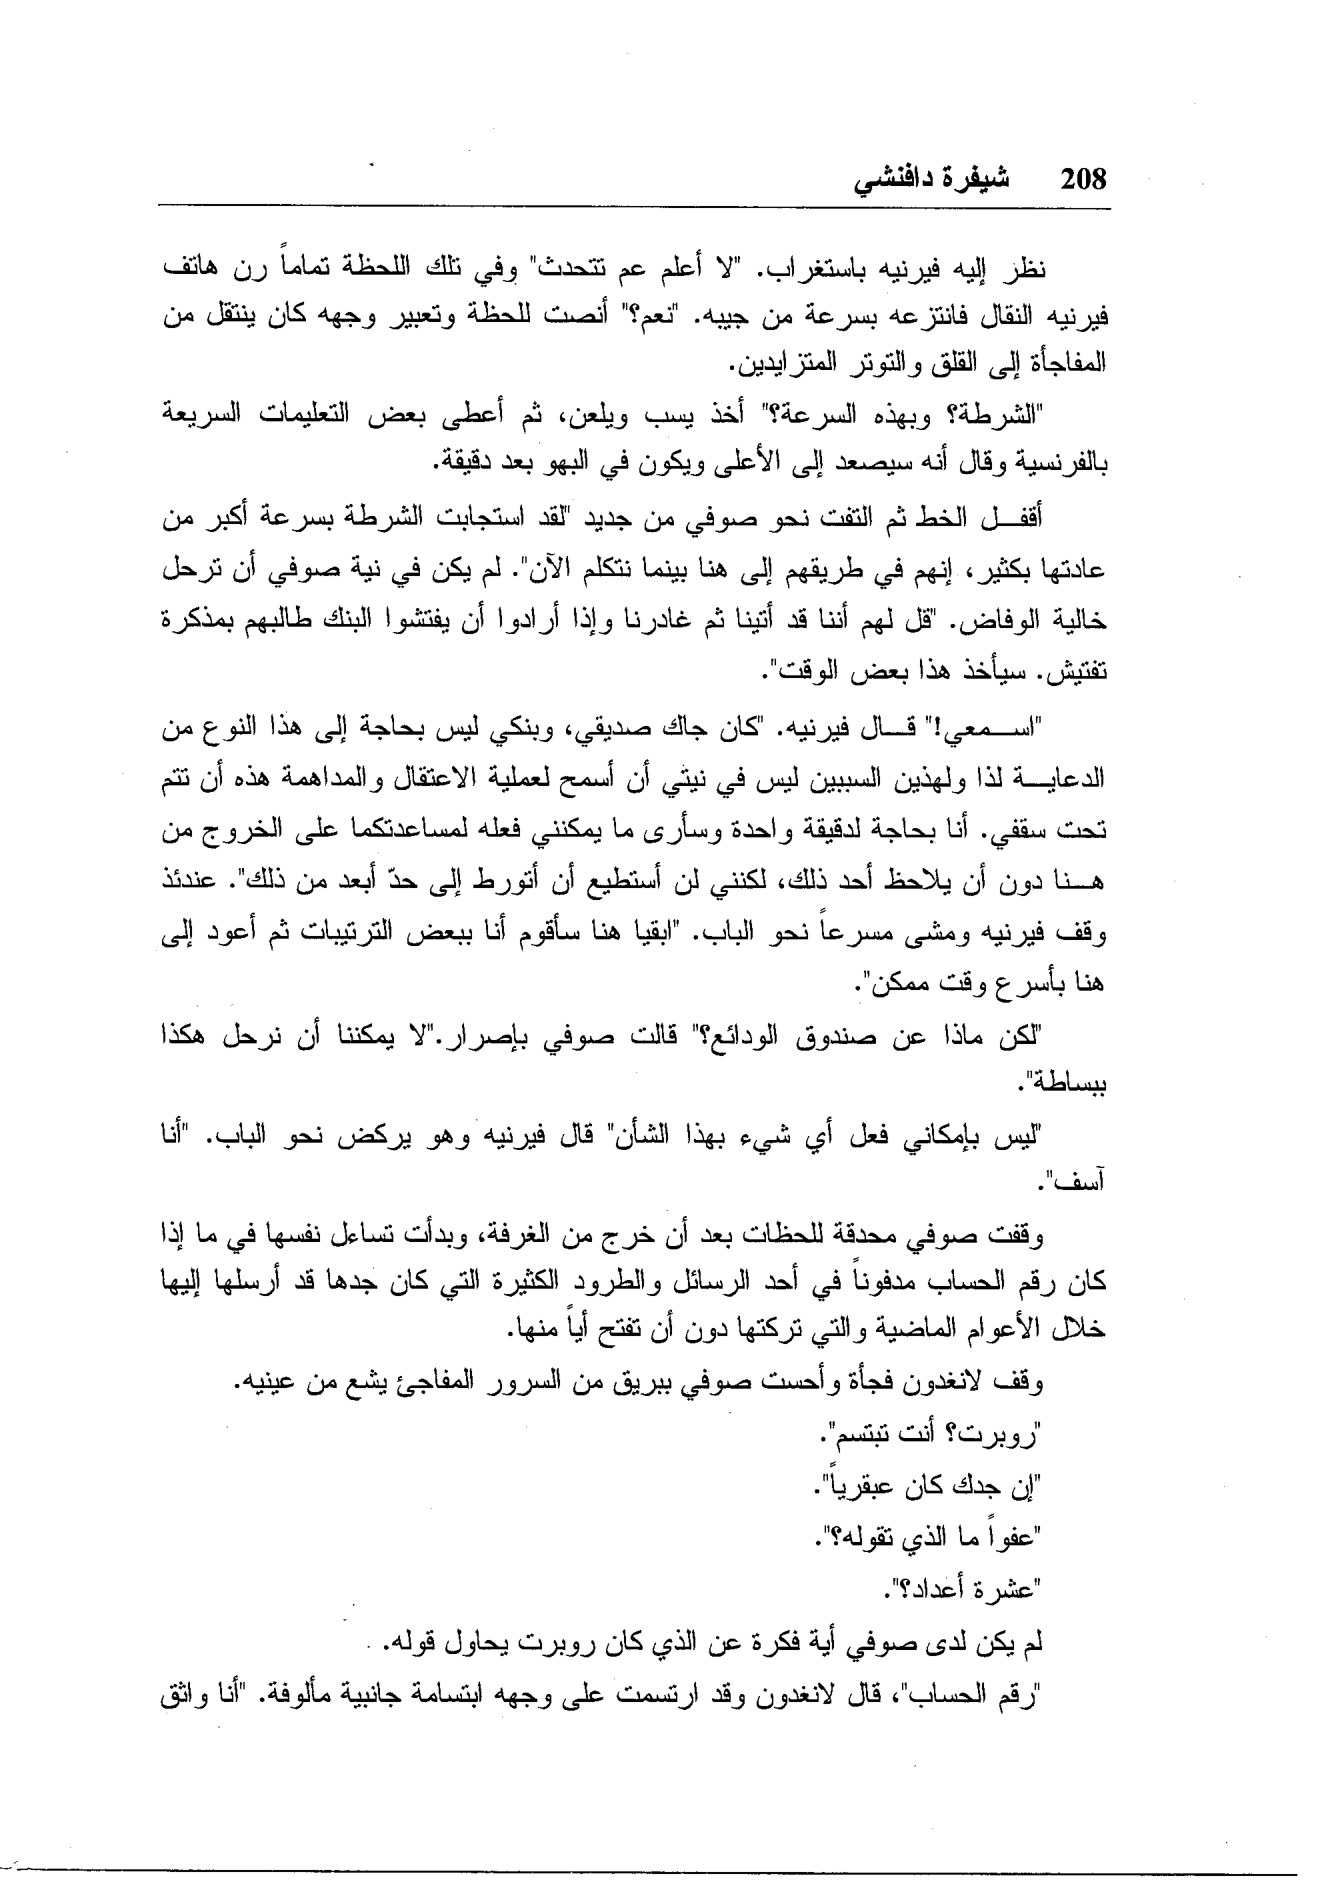 208 شيفرة دافنشي
نظر إليه فيرنيه باستغراب. "لا أعلم عم تتحدث" وفي تلك اللحظة تماماً رن هاتف
فيرنيه النقال فانتزعه بسرعة من جيبه. "نعم؟" أنصت للحظة وتعبير وجهه كان ينتقل من
المفاجأة إلى القلق والتوتر المتزايدين.
"الشرطة؟ وبهذه السرعة؟" أخذ يسب ويلعن، ثم أعطى بعض التعليمات السريعة
بالفرنسية وقال أنه سيصعد إلى الأعلى ويكون في البهو بعد دقيقة.
أقفـل الخط ثم التفت نحو صوفي من جديد "لقد استجابت الشرطة بسرعة أكبر من
عادتها بكثير، إنهم في طريقهم إلى هنا بينما نتكلم الآن". لم يكن في نية صوفي أن ترحل
خالية الوفاض. "قل لهم أننا قد أتينا ثم غادرنا وإذا أرادوا أن يفتشوا البنك طالبهم بمذكرة
تفتيش. سيأخذ هذا بعض الوقت".
"اسـمعي!" قـال فيرنيه. "كان جاك صديقي، وبنكي ليس بحاجة إلى هذا النوع من
الدعايـة لذا ولهذين السببين ليس في نيتي أن أسمح لعملية الاعتقال والمداهمة هذه أن تتم
تحت سقفي. أنا بحاجة لدقيقة واحدة وسأرى ما يمكنني فعله لمساعدتكما على الخروج من
هـنا دون أن يلاحظ أحد ذلك، لكنني لن أستطيع أن أتورط إلى حدّ أبعد من ذلك". عندئذ
وقف فيرنيه ومشى مسرعاً نحو الباب. "ابقيا هنا سأقوم أنا ببعض الترتيبات ثم أعود إلى
هنا بأسرع وقت ممكن".
"لكن ماذا عن صندوق الودائع؟" قالت صوفي بإصرار."لا يمكننا أن نرحل هكذا
ببساطة".
"ليس بإمكاني فعل أي شيء بهذا الشأن" قال فيرنيه وهو يركض نحو الباب. "أنا
آسف".
وقفت صوفي محدقة للحظات بعد أن خرج من الغرفة، وبدأت تساءل نفسها في ما إذا
كان رقم الحساب مدفوناً في أحد الرسائل والطرود الكثيرة التي كان جدها قد أرسلها إليها
خلال الأعوام الماضية والتي تركتها دون أن تفتح أياً منها.
وقف لانغدون فجأة وأحست صوفي ببريق من السرور المفاجئ يشع من عينيه.
"روبرت؟ أنت تبتسم".
"إن جدك كان عبقرياً".
"عفواً ما الذي تقوله؟".
"عشرة أعداد؟".
لم يكن لدى صوفي أية فكرة عن الذي كان روبرت يحاول قوله.
"رقم الحساب"، قال لانغدون وقد ارتسمت على وجهه ابتسامة جانبية مألوفة. "أنا واثق